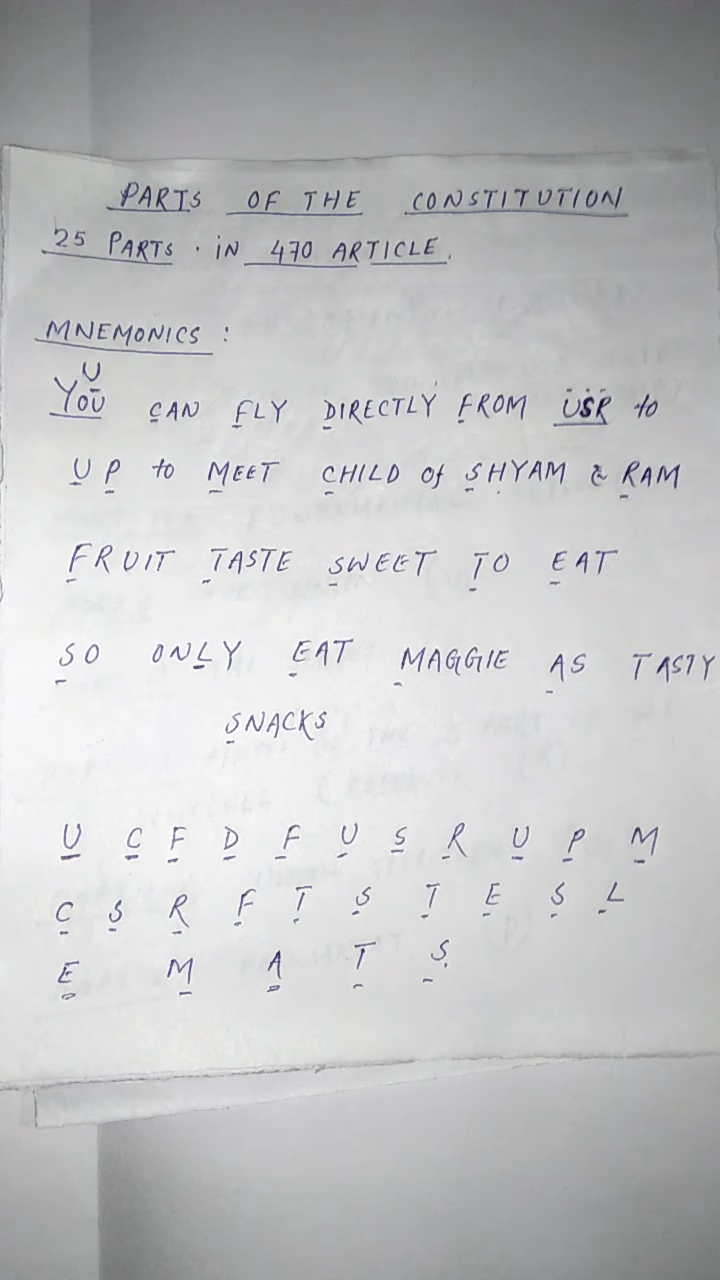 PARTS OF THE CONSTITUTION
25 PARTS . iN 470 ARTICLE.
MNEMONICS :
U
YOU CAN FLY DIRECTLY FROM USR to
UP to MEET CHILD of SHYAM & RAM
FRUIT TASTE SWEET TO EAT
SO ONLY EAT MAGGIE AS TASTY
SNACKS
U C F D F U S R U P M
C S R F T S T E S L
E M A T S.